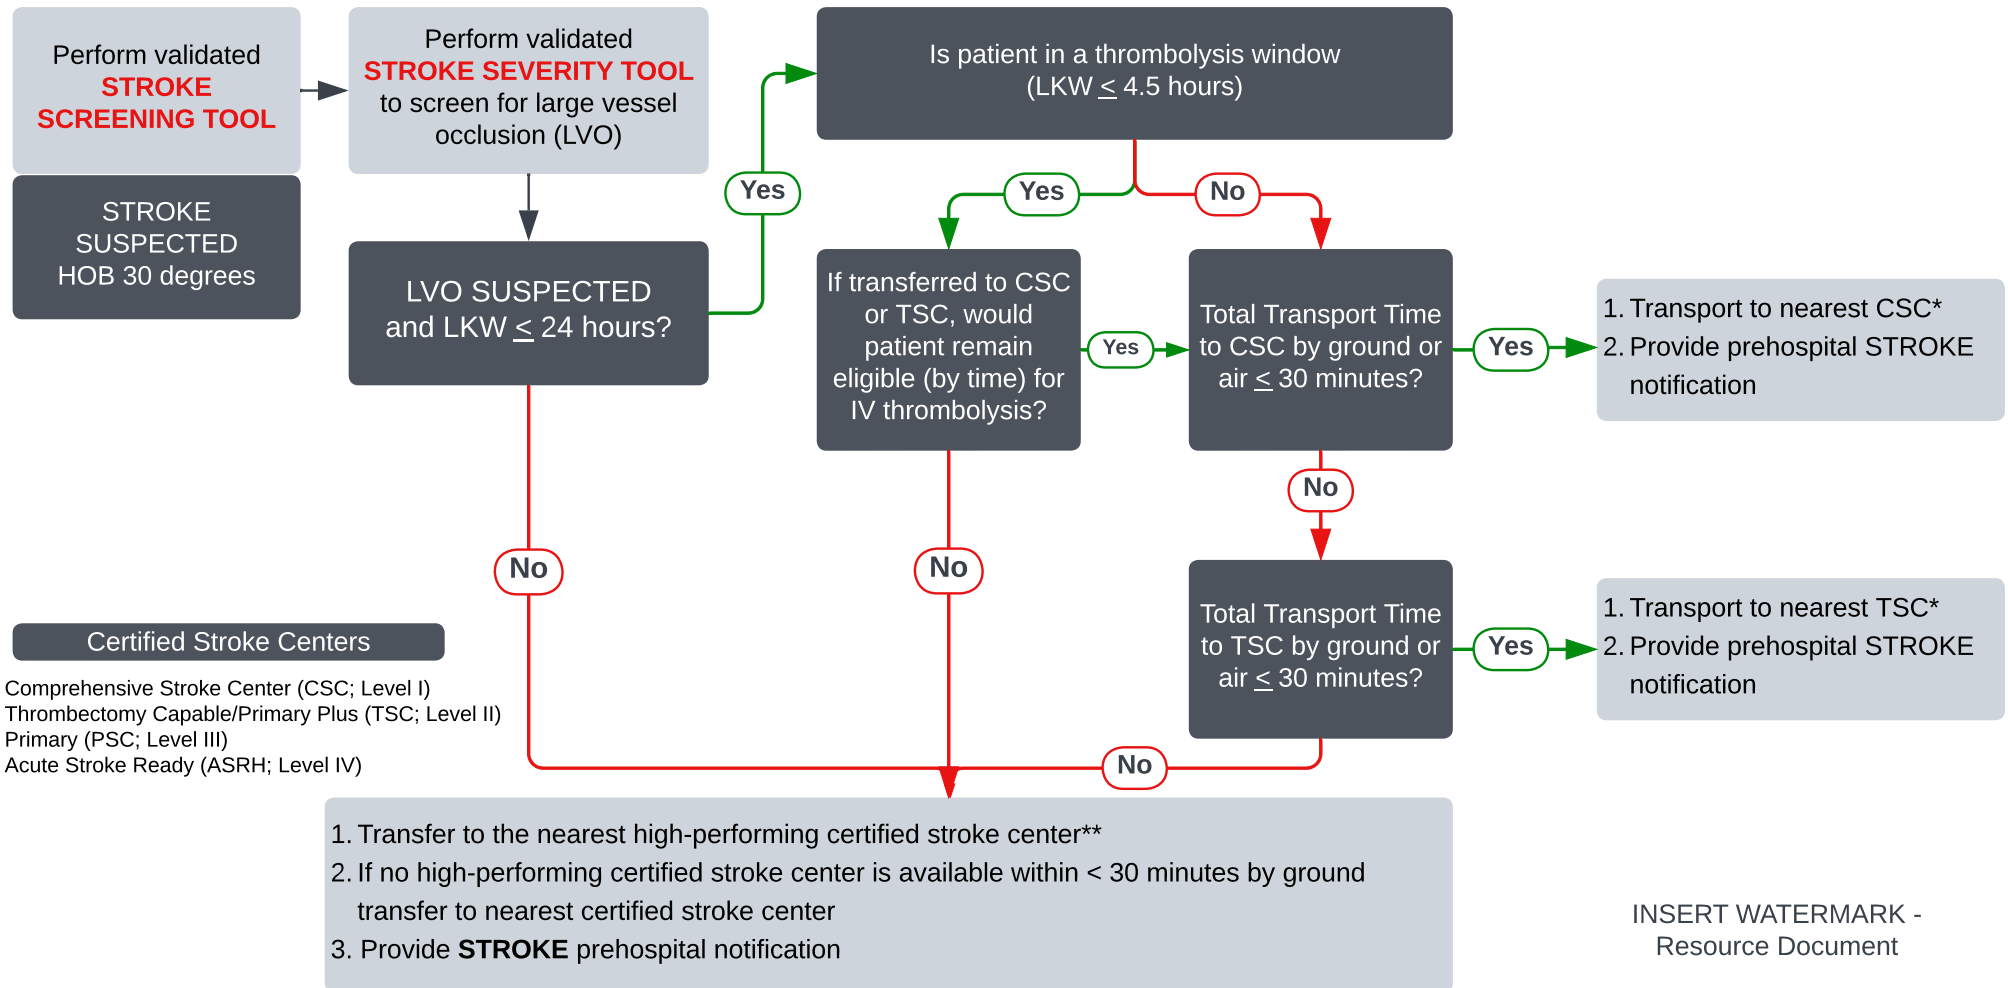 Perform validated
STROKE
SCREENING TOOL
STROKE
SUSPECTED
HOB 30 degrees
Perform validated
STROKE SEVERITY TOOL
to screen for large vessel
occlusion (LVO)
LVO SUSPECTED
and LKW ≤ 24 hours?
Yes
No
Is patient in a thrombolysis window
(LKW ≤ 4.5 hours)
Yes
No
If transferred to CSC
or TSC, would
patient remain
eligible (by time) for
IV thrombolysis?
Yes
No
Total Transport Time
to CSC by ground or
air ≤ 30 minutes?
Yes
1. Transport to nearest CSC*
2. Provide prehospital STROKE
notification
No
Total Transport Time
to TSC by ground or
air ≤ 30 minutes?
Yes
1. Transport to nearest TSC*
2. Provide prehospital STROKE
notification
No
Certified Stroke Centers
Comprehensive Stroke Center (CSC; Level I)
Thrombectomy Capable/Primary Plus (TSC; Level II)
Primary (PSC; Level III)
Acute Stroke Ready (ASRH; Level IV)
1. Transfer to the nearest high-performing certified stroke center**
2. If no high-performing certified stroke center is available within < 30 minutes by ground
transfer to nearest certified stroke center
3. Provide STROKE prehospital notification
INSERT WATERMARK -
Resource Document